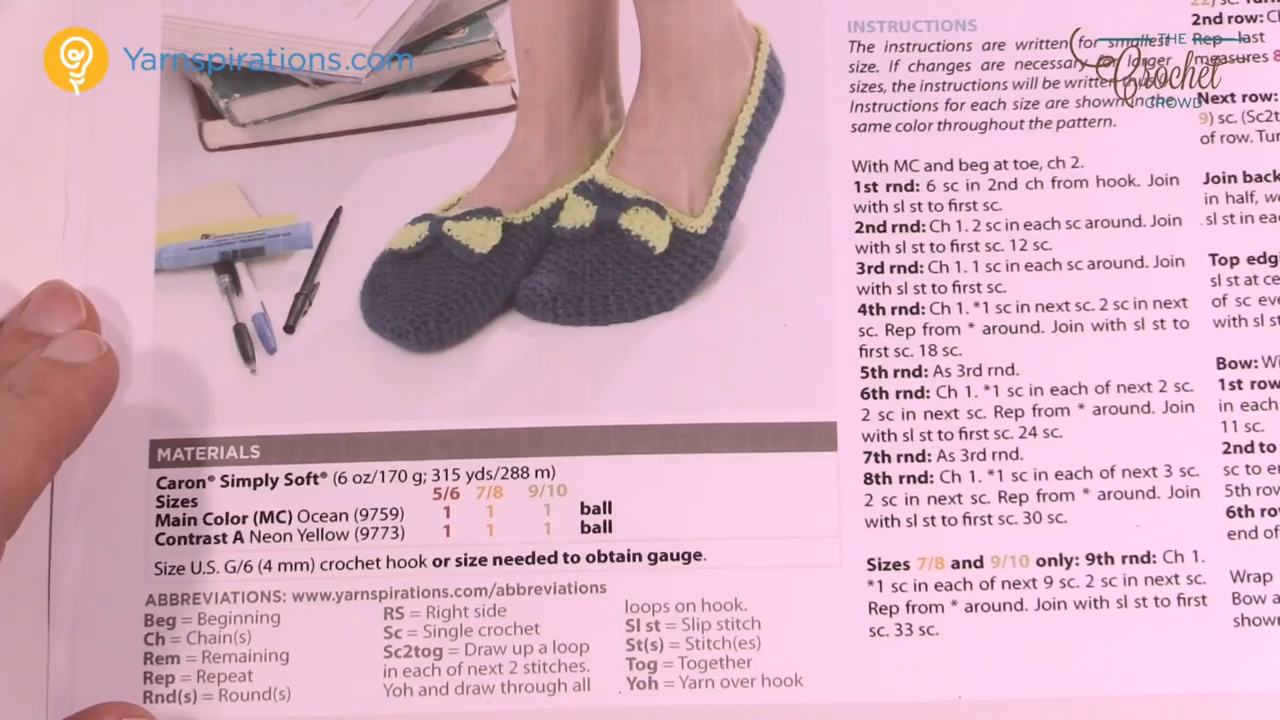 Yarnspirations.com
THE
Crochet
CROWD
MATERIALS
Caron® Simply Soft® (6 oz/170 g; 315 yds/288 m)
Sizes 5/6 7/8 9/10
Main Color (MC) Ocean (9759) 1 1 1 ball
Contrast A Neon Yellow (9773) 1 1 1 ball
Size U.S. G/6 (4 mm) crochet hook or size needed to obtain gauge.
ABBREVIATIONS: www.yarnspirations.com/abbreviations
Beg = Beginning
Ch = Chain(s)
Rem = Remaining
Rep = Repeat
Rnd(s) = Round(s)
RS = Right side
Sc = Single crochet
Sc2tog = Draw up a loop
in each of next 2 stitches.
Yoh and draw through all
loops on hook.
Sl st = Slip stitch
St(s) = Stitch(es)
Tog = Together
Yoh = Yarn over hook
INSTRUCTIONS
The instructions are written for smallest
size. If changes are necessary for larger
sizes, the instructions will be written thus
Instructions for each size are shown in the
same color throughout the pattern.
With MC and beg at toe, ch 2.
1st rnd: 6 sc in 2nd ch from hook. Join
with sl st to first sc.
2nd rnd: Ch 1. 2 sc in each sc around. Join
with sl st to first sc. 12 sc.
3rd rnd: Ch 1. 1 sc in each sc around. Join
with sl st to first sc.
4th rnd: Ch 1. *1 sc in next sc. 2 sc in next
sc. Rep from * around. Join with sl st to
first sc. 18 sc.
5th rnd: As 3rd rnd.
6th rnd: Ch 1. *1 sc in each of next 2 sc.
2 sc in next sc. Rep from * around. Join
with sl st to first sc. 24 sc.
7th rnd: As 3rd rnd.
8th rnd: Ch 1. *1 sc in each of next 3 sc.
2 sc in next sc. Rep from * around. Join
with sl st to first sc. 30 sc.
Sizes 7/8 and 9/10 only: 9th rnd: Ch 1.
*1 sc in each of next 9 sc. 2 sc in next sc.
Rep from * around. Join with sl st to first
sc. 33 sc.
2nd row:
Rep last
measures 8
Next row:
9) sc. (Sc2t
of row. Tur
Join back
in half, w
sl st in ea
Top edg
sl st at ce
of sc eve
with sl st
Bow: Wi
1st row
in each
11 sc.
2nd to
sc to e
5th row
6th ro
end of
Wrap
Bow a
shown